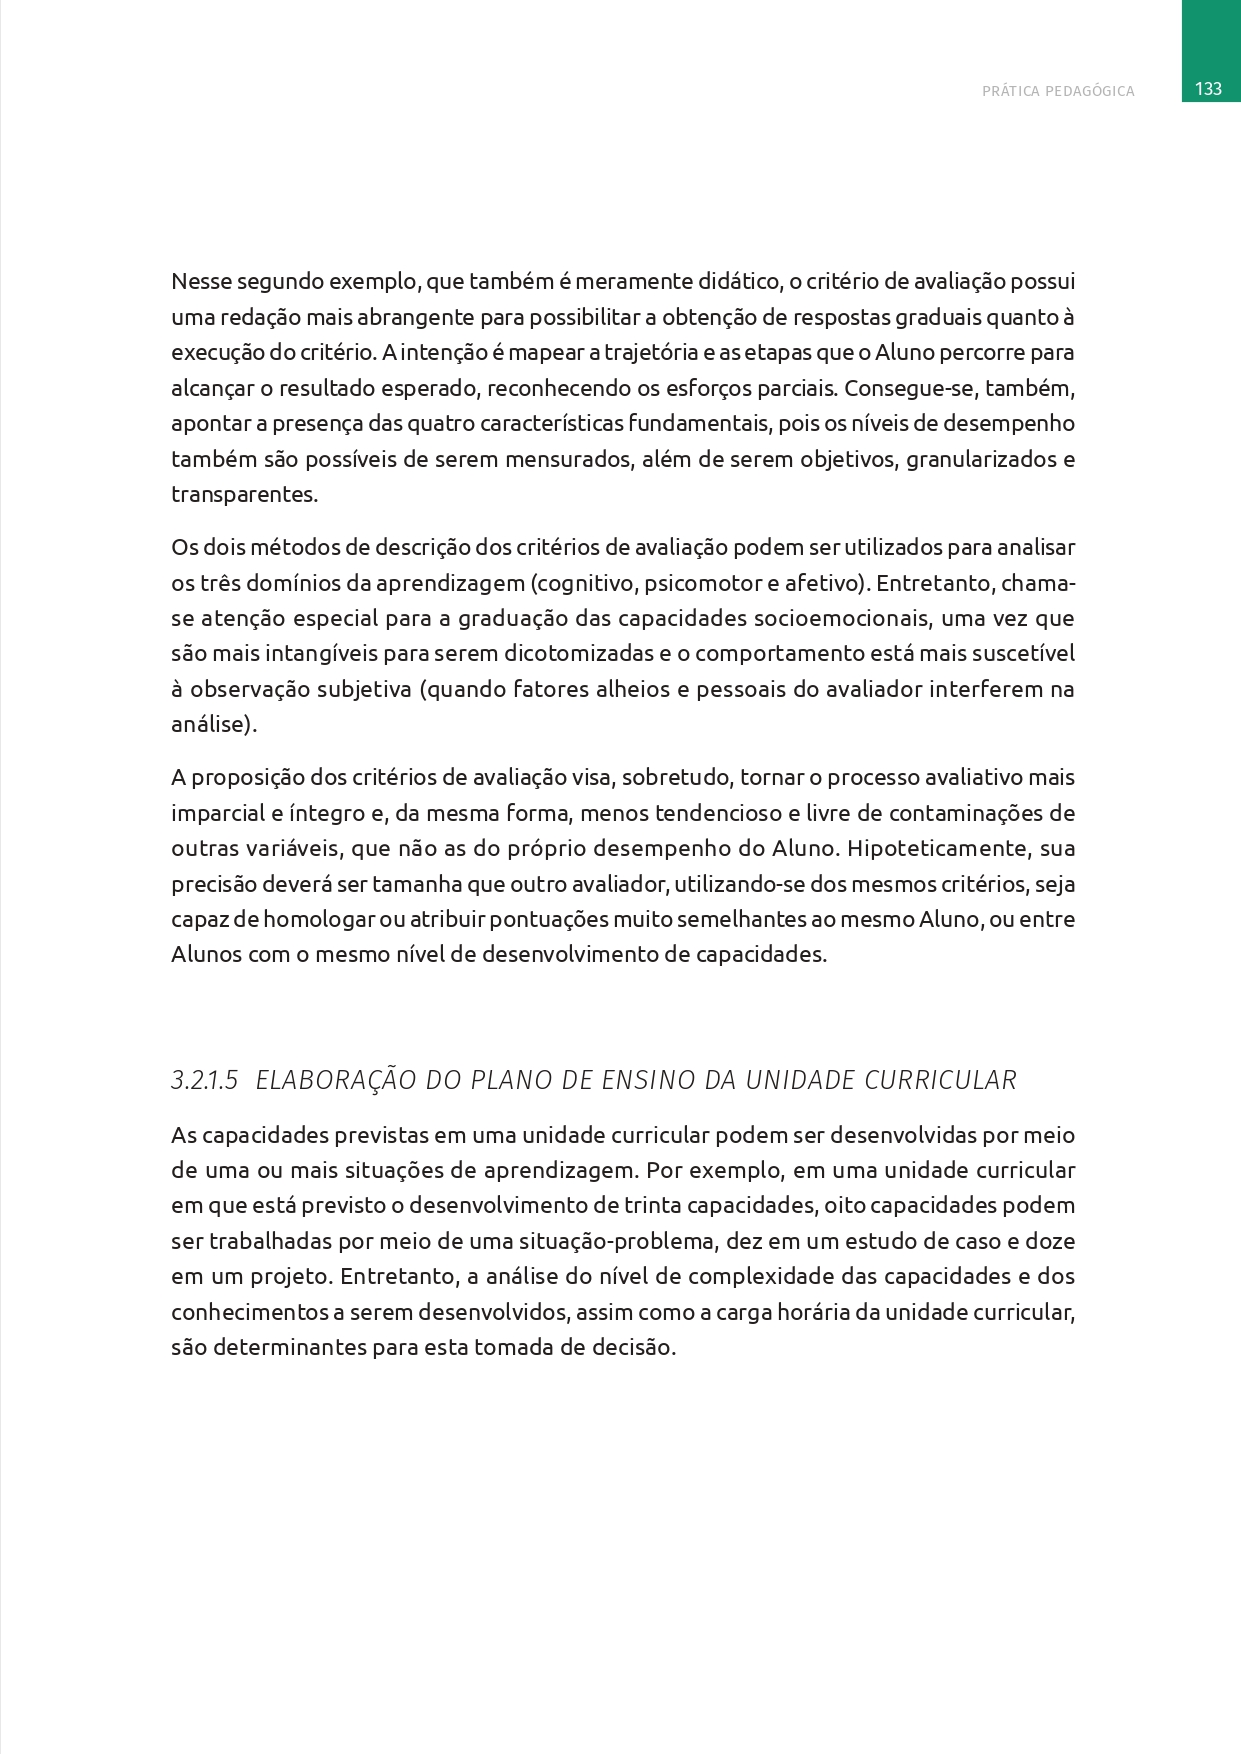 PRÁTICA PEDAGÓGICA
133
Nesse segundo exemplo, que também é meramente didático, o critério de avaliação possui
uma redação mais abrangente para possibilitar a obtenção de respostas graduais quanto à
execução do critério. A intenção é mapear a trajetória e as etapas que o Aluno percorre para
alcançar o resultado esperado, reconhecendo os esforços parciais. Consegue-se, também,
apontar a presença das quatro características fundamentais, pois os níveis de desempenho
também são possíveis de serem mensurados, além de serem objetivos, granularizados e
transparentes.
Os dois métodos de descrição dos critérios de avaliação podem ser utilizados para analisar
os três domínios da aprendizagem (cognitivo, psicomotor e afetivo). Entretanto, chama-
se atenção especial para a graduação das capacidades socioemocionais, uma vez que
são mais intangíveis para serem dicotomizadas e o comportamento está mais suscetível
à observação subjetiva (quando fatores alheios e pessoais do avaliador interferem na
análise).
A proposição dos critérios de avaliação visa, sobretudo, tornar o processo avaliativo mais
imparcial e íntegro e, da mesma forma, menos tendencioso e livre de contaminações de
outras variáveis, que não as do próprio desempenho do Aluno. Hipoteticamente, sua
precisão deverá ser tamanha que outro avaliador, utilizando-se dos mesmos critérios, seja
capaz de homologar ou atribuir pontuações muito semelhantes ao mesmo Aluno, ou entre
Alunos com o mesmo nível de desenvolvimento de capacidades.
3.2.1.5 ELABORAÇÃO DO PLANO DE ENSINO DA UNIDADE CURRICULAR
As capacidades previstas em uma unidade curricular podem ser desenvolvidas por meio
de uma ou mais situações de aprendizagem. Por exemplo, em uma unidade curricular
em que está previsto o desenvolvimento de trinta capacidades, oito capacidades podem
ser trabalhadas por meio de uma situação-problema, dez em um estudo de caso e doze
em um projeto. Entretanto, a análise do nível de complexidade das capacidades e dos
conhecimentos a serem desenvolvidos, assim como a carga horária da unidade curricular,
são determinantes para esta tomada de decisão.